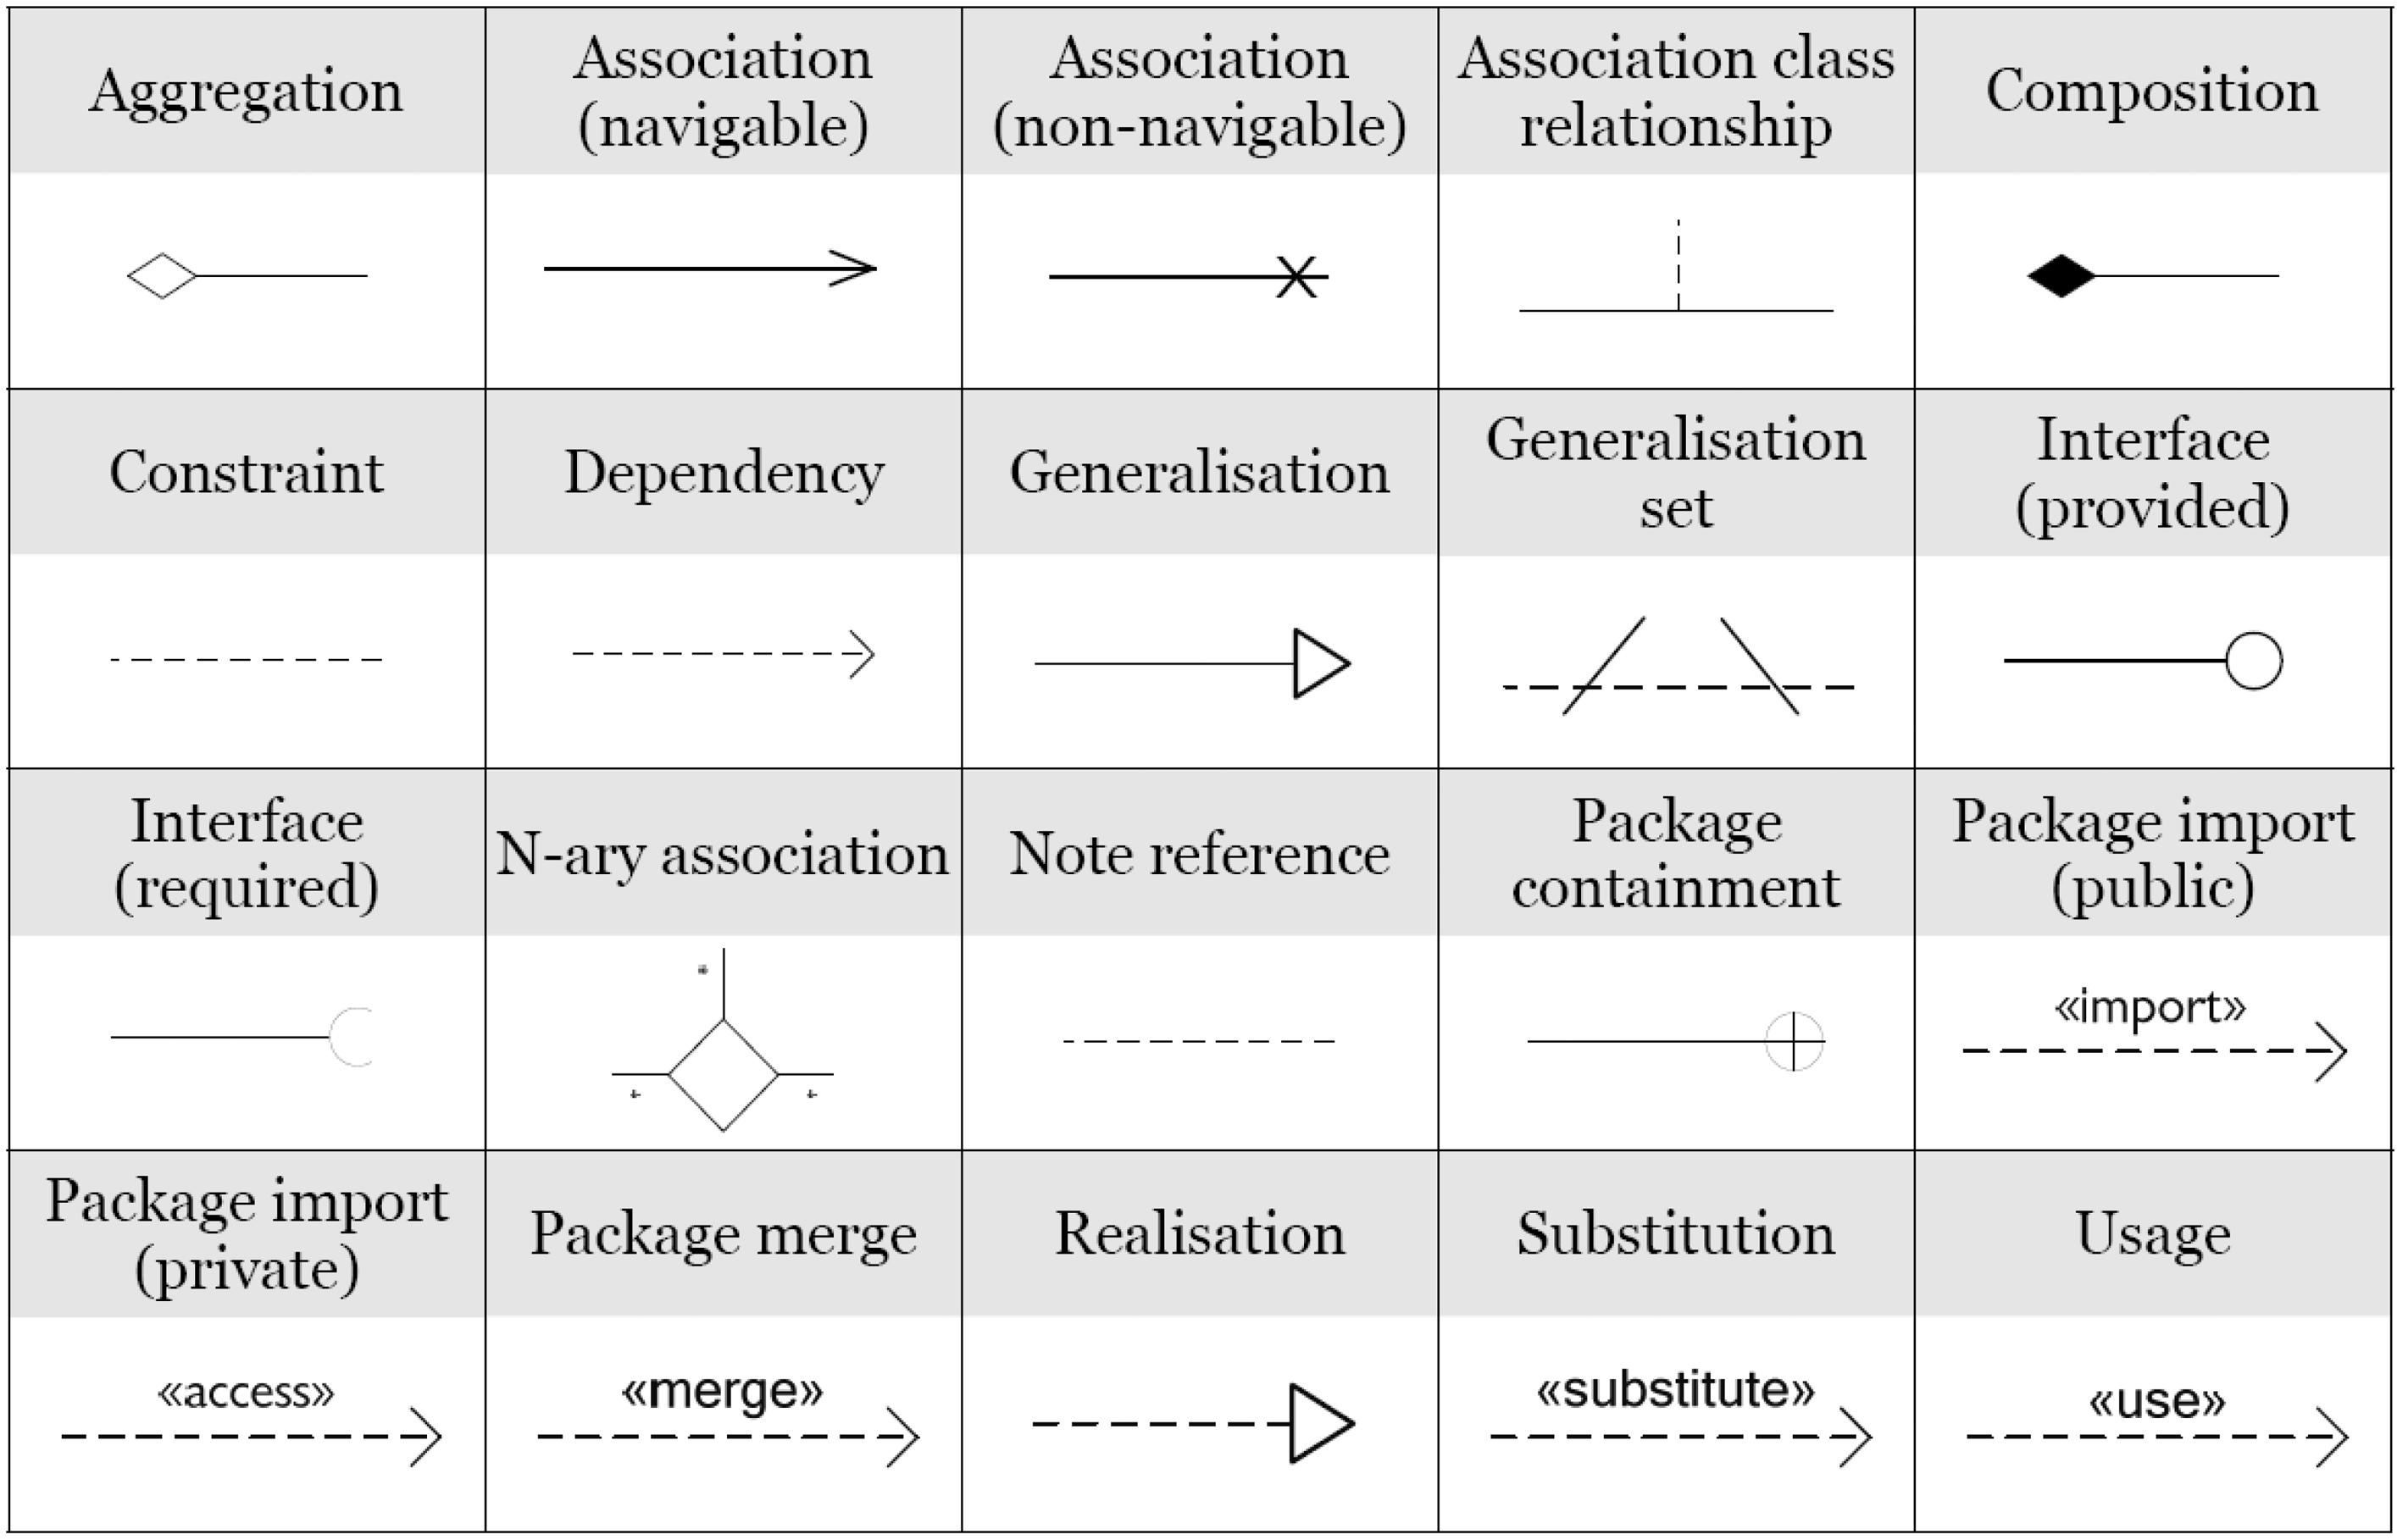 Aggregation
Association
(navigable)
Association
(non-navigable)
Association class
relationship
Composition
Constraint
Dependency
Generalisation
Generalisation
set
Interface
(provided)
Interface
(required)
N-ary association
Note reference
Package
containment
Package import
(public)
*
*
*
«import»
Package import
(private)
Package merge
Realisation
Substitution
Usage
«access»
«merge»
«substitute»
«use»